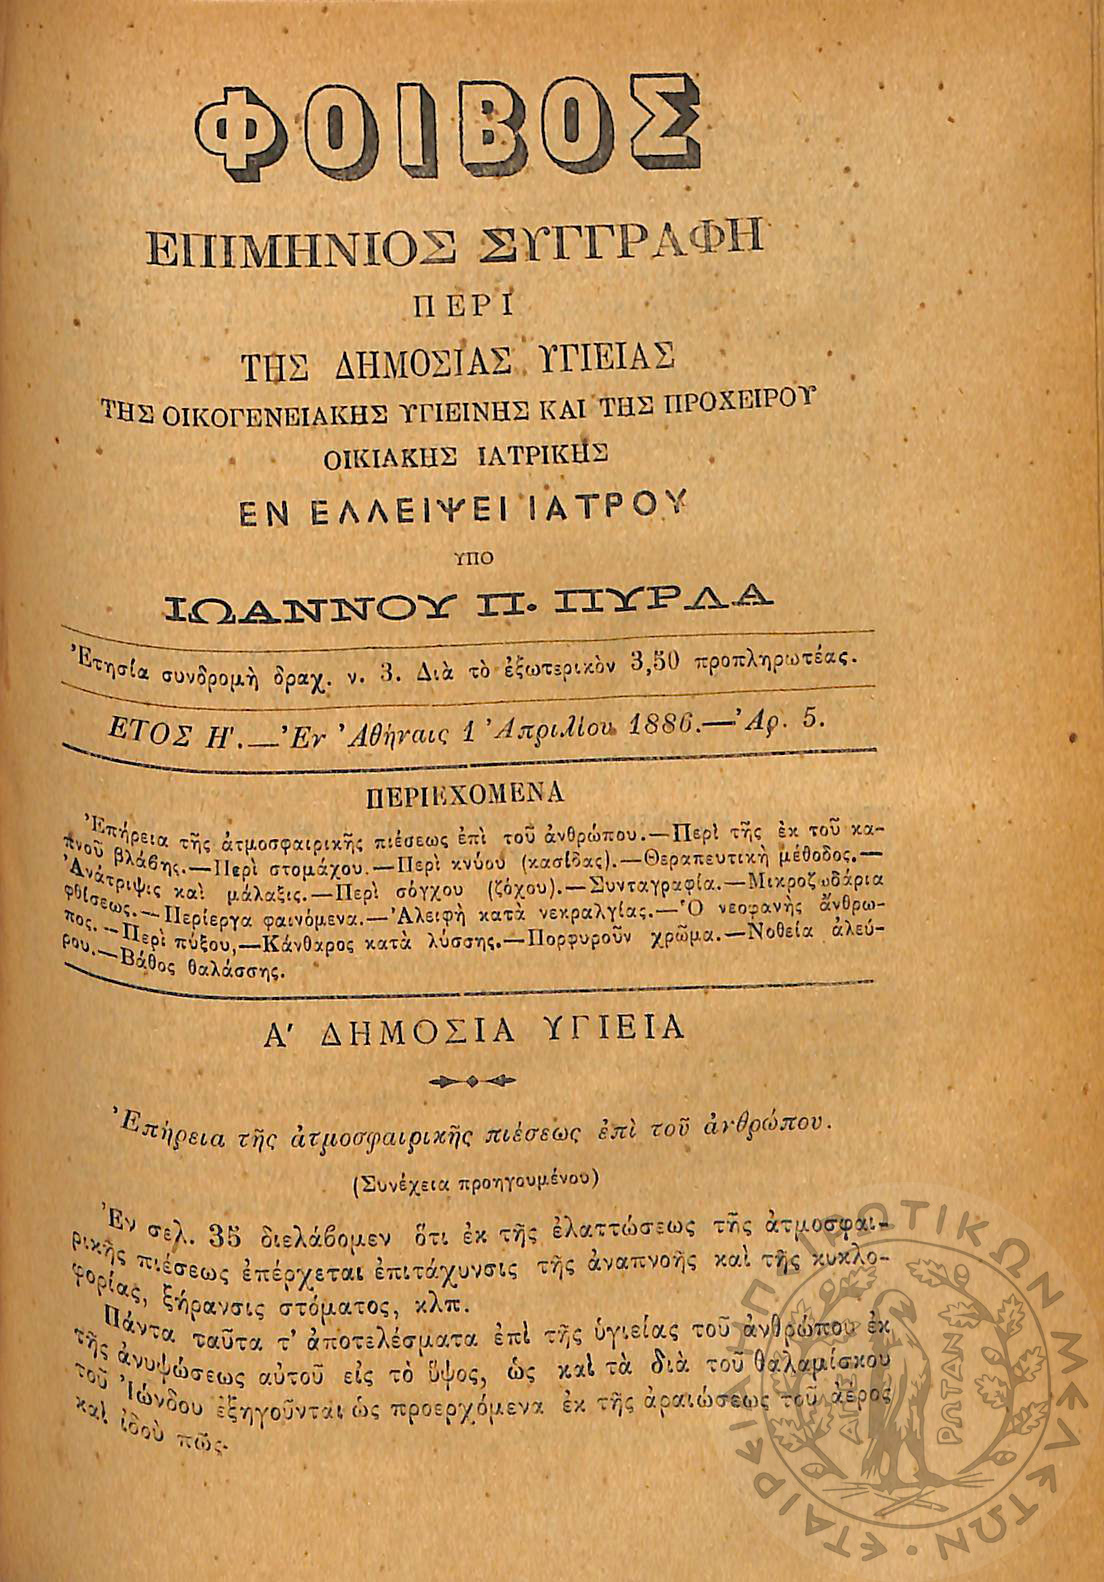 ΦΟΙΒΟΣ
ΕΠΙΜΗΝΙΟΣ ΣΥΓΓΡΑΦΗ
ΠΕΡΙ
ΤΗΣ ΔΗΜΟΣΙΑΣ ΥΓΙΕΙΑΣ
ΤΗΣ ΟΙΚΟΓΕΝΕΙΑΚΗΣ ΥΓΙΕΙΝΗΣ ΚΑΙ ΤΗΣ ΠΡΟΧΕΙΡΟΥ
ΟΙΚΙΑΚΗΣ ΙΑΤΡΙΚΗΣ
ΕΝ ΕΛΛΕΙΨΕΙ ΙΑΤΡΟΥ
ΥΠΟ
ΙΩΑΝΝΟΥ Π. ΠΥΡΛΑ
Ἐτησία συνδρομὴ δραχ. ν. 3. Διὰ τὸ ἐξωτερικὸν 3,50 προπληρωτέας.
ΕΤΟΣ Η'.—Ἐν Ἀθήναις 1 Ἀπριλίου 1886.—Ἀρ. 5.
ΠΕΡΙΕΧΟΜΕΝΑ
Ἐπήρεια τῆς ἀτμοσφαιρικῆς πιέσεως ἐπὶ τοῦ ἀνθρώπου.—Περὶ τῆς ἐκ τοῦ κα-
πνοῦ βλάβης.—Περὶ στομάχου.—Περὶ κνύου (κασίδας).—Θεραπευτικὴ μέθοδος.—
Ἀνάτριψις καὶ μάλαξις.—Περὶ σόγχου (ζόχου).—Συνταγραφία.—Μικροζωδάρια
φθίσεως.—Περίεργα φαινόμενα.—Ἀλειφὴ κατὰ νεκραλγίας.—Ὁ νεοφανὴς ἄνθρω-
πος.—Περὶ πύξου,—Κάνθαρος κατὰ λύσσης.—Πορφυροῦν χρῶμα.—Νοθεία ἀλεύ-
ρου.—Βάθος θαλάσσης.
Α' ΔΗΜΟΣΙΑ ΥΓΙΕΙΑ
Ἐπήρεια τῆς ἀτμοσφαιρικῆς πιέσεως ἐπὶ τοῦ ἀνθρώπου.
(Συνέχεια προηγουμένου)
Ἐν σελ. 35 διελάβομεν ὅτι ἐκ τῆς ἐλαττώσεως τῆς ἀτμοσφαι-
ρικῆς πιέσεως ἐπέρχεται ἐπιτάχυνσις τῆς ἀναπνοῆς καὶ τῆς κυκλο-
φορίας, ξήρανσις στόματος, κλπ.
Πάντα ταῦτα τ' ἀποτελέσματα ἐπὶ τῆς ὑγιείας τοῦ ἀνθρώπου ἐκ
τῆς ἀνυψώσεως αὐτοῦ εἰς τὸ ὕψος, ὡς καὶ τὰ διὰ τοῦ θαλαμίσκου
τοῦ Ἰώνδου ἐξηγοῦνται ὡς προερχόμενα ἐκ τῆς ἀραιώσεως τοῦ ἀέρος
καὶ ἰδοὺ πῶς.
ΕΤΑΙΡΕΙΑ ΗΠΕΙΡΩΤΙΚΩΝ ΜΕΛΕΤΩΝ
ΑΠΕΙ ΡΩΤΑΝ